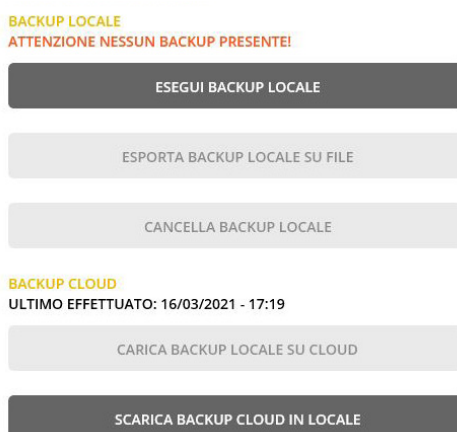 BACKUP LOCALE
ATTENZIONE NESSUN BACKUP PRESENTE!
ESEGUI BACKUP LOCALE
ESPORTA BACKUP LOCALE SU FILE
CANCELLA BACKUP LOCALE
BACKUP CLOUD
ULTIMO EFFETTUATO: 16/03/2021 - 17:19
CARICA BACKUP LOCALE SU CLOUD
SCARICA BACKUP CLOUD IN LOCALE